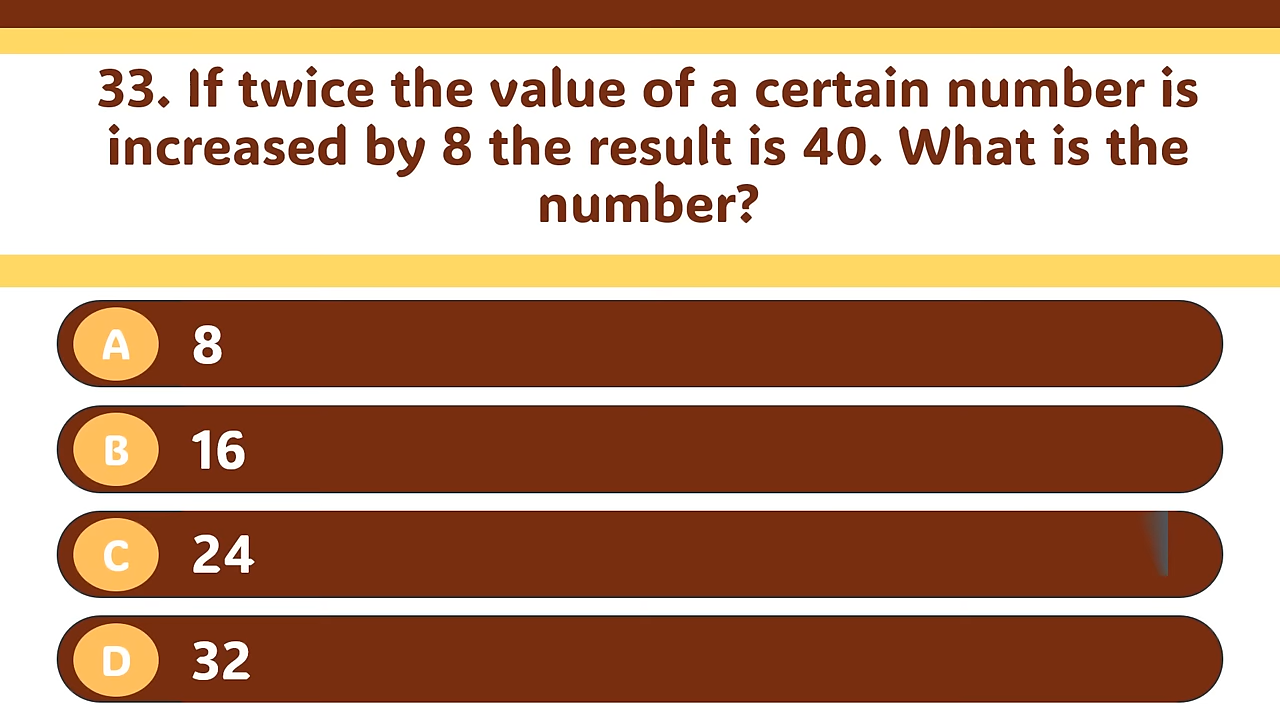 33. If twice the value of a certain number is
increased by 8 the result is 40. What is the
number?
A 8
B 16
C 24
D 32